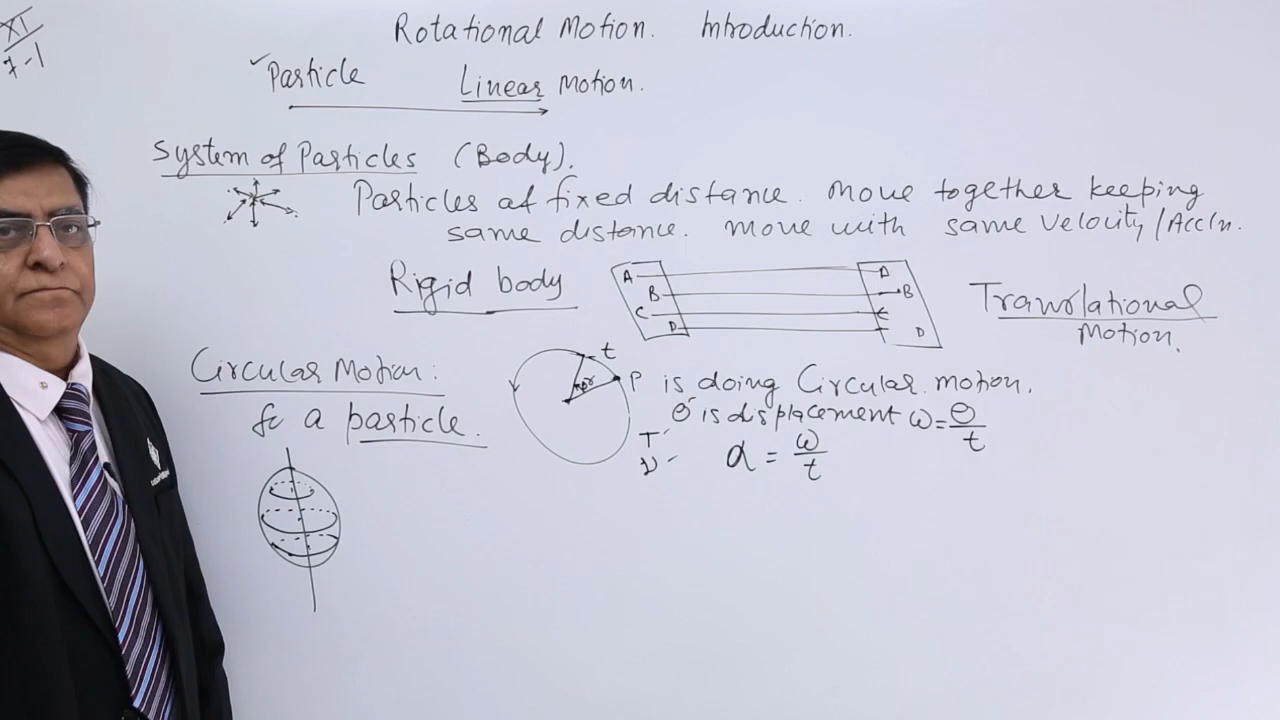 XI
7-1
Rotational Motion. Introduction.
Particle Linear Motion.
System of Particles (Body).
Particles at fixed distance. Move together keeping
same distance. move with same velocity/Accln.
Rigid body
A B C D
A B C D
Translational
Motion.
Circular Motion:
for a particle.
t
P is doing Circular motion.
θ is displacement ω = θ/t
T
ν
α = ω/t